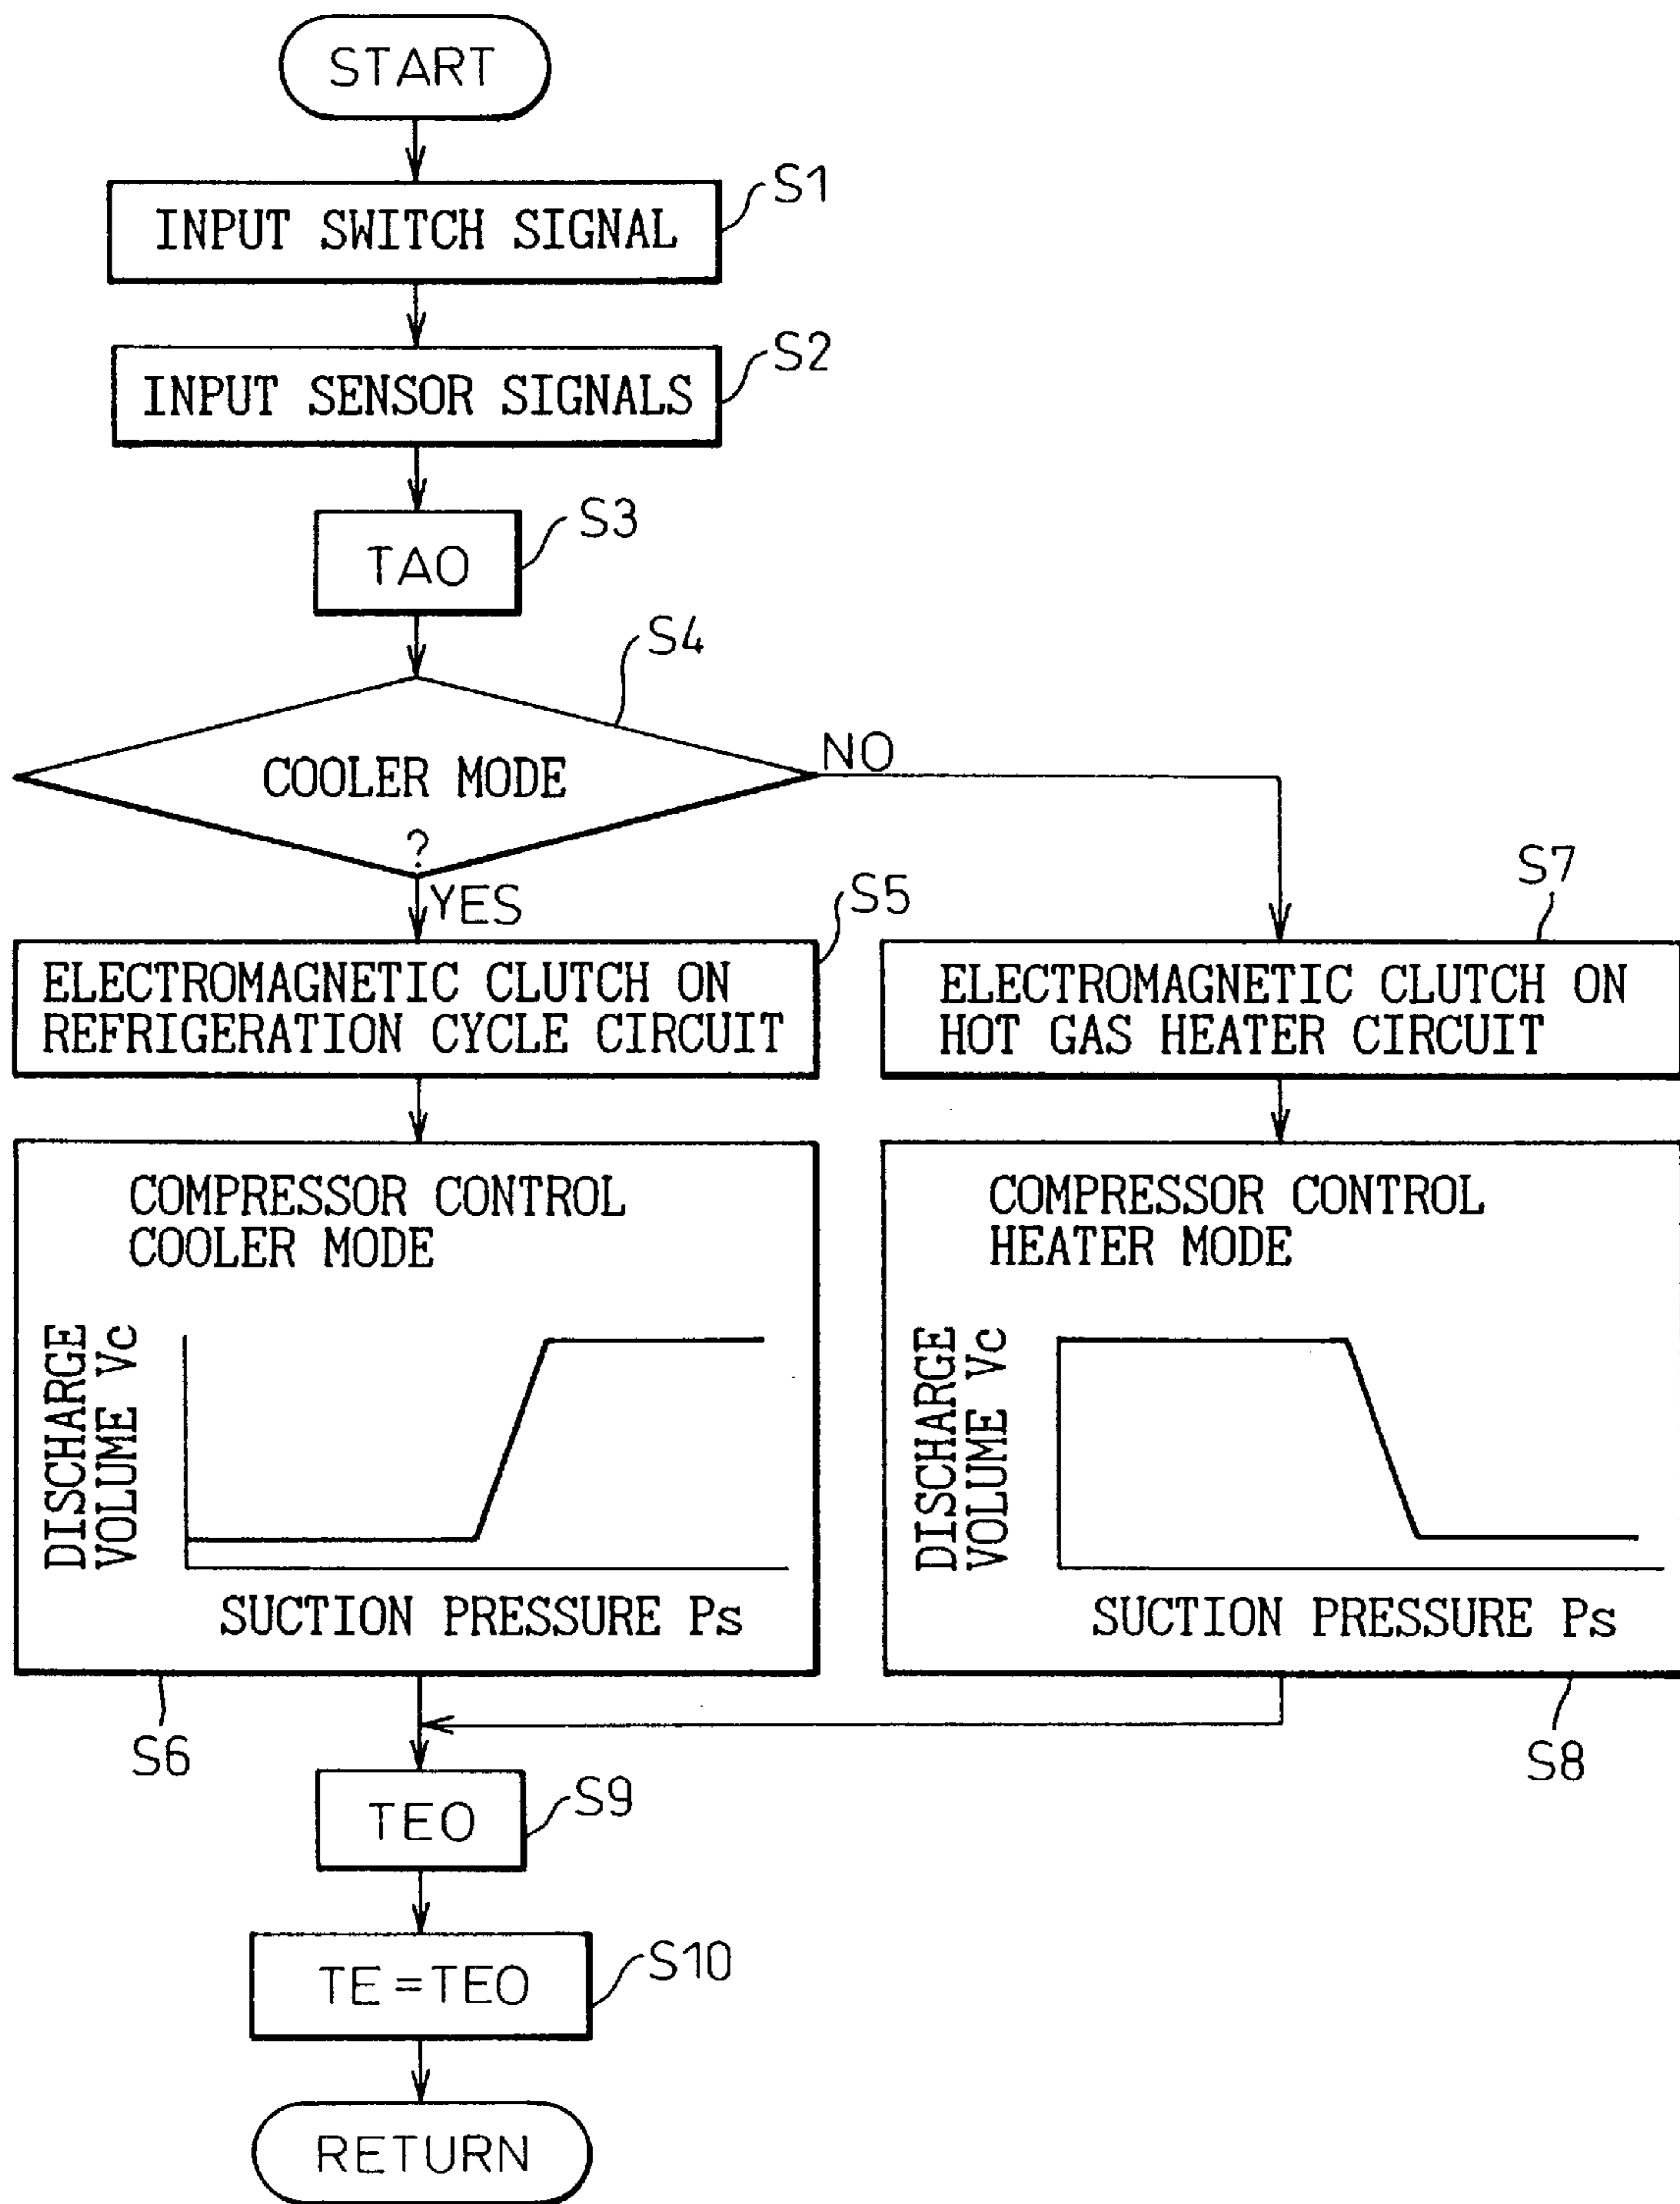 START
S1
INPUT SWITCH SIGNAL
S2
INPUT SENSOR SIGNALS
S3
TAO
S4
COOLER MODE
?
NO
YES
S5
ELECTROMAGNETIC CLUTCH ON
REFRIGERATION CYCLE CIRCUIT
S7
ELECTROMAGNETIC CLUTCH ON
HOT GAS HEATER CIRCUIT
COMPRESSOR CONTROL
COOLER MODE
DISCHARGE
VOLUME Vc
SUCTION PRESSURE Ps
S6
COMPRESSOR CONTROL
HEATER MODE
DISCHARGE
VOLUME Vc
SUCTION PRESSURE Ps
S8
S9
TEO
S10
TE=TEO
RETURN